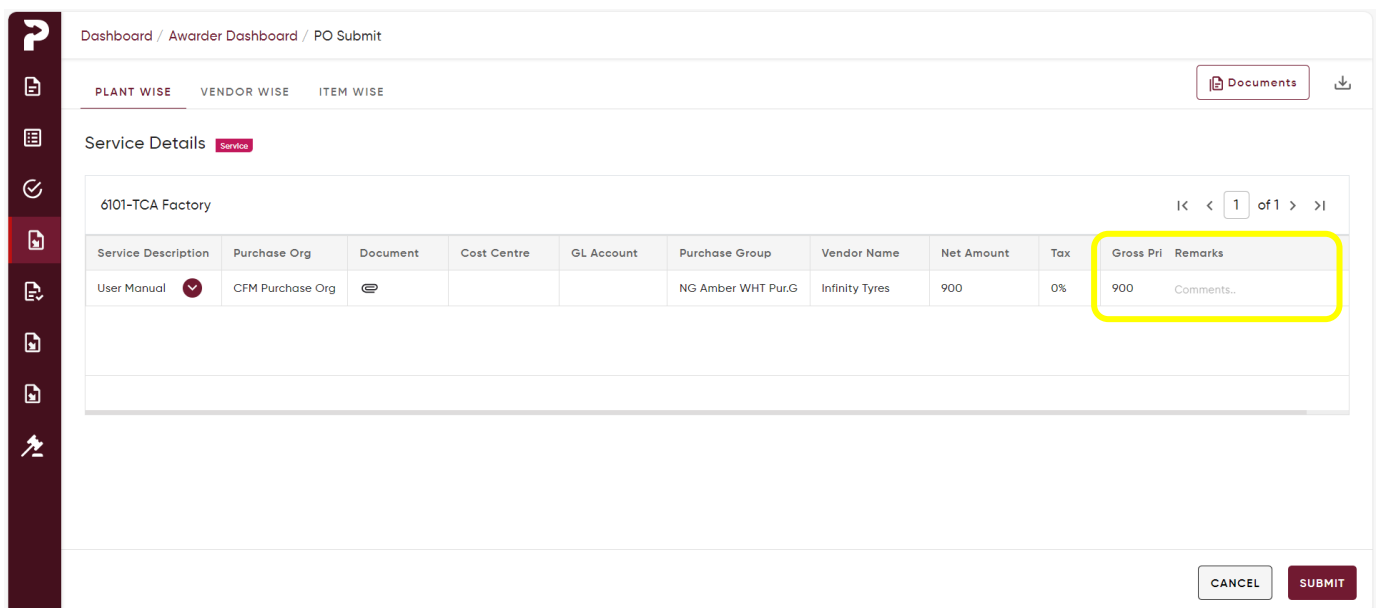 Dashboard / Awarder Dashboard / PO Submit
PLANT WISE VENDOR WISE ITEM WISE
Documents
Service Details Service
6101-TCA Factory
1 of 1
Service Description Purchase Org Document Cost Centre GL Account Purchase Group Vendor Name Net Amount Tax Gross Pri Remarks
User Manual CFM Purchase Org NG Amber WHT Pur.G Infinity Tyres 900 0% 900 Comments..
CANCEL SUBMIT